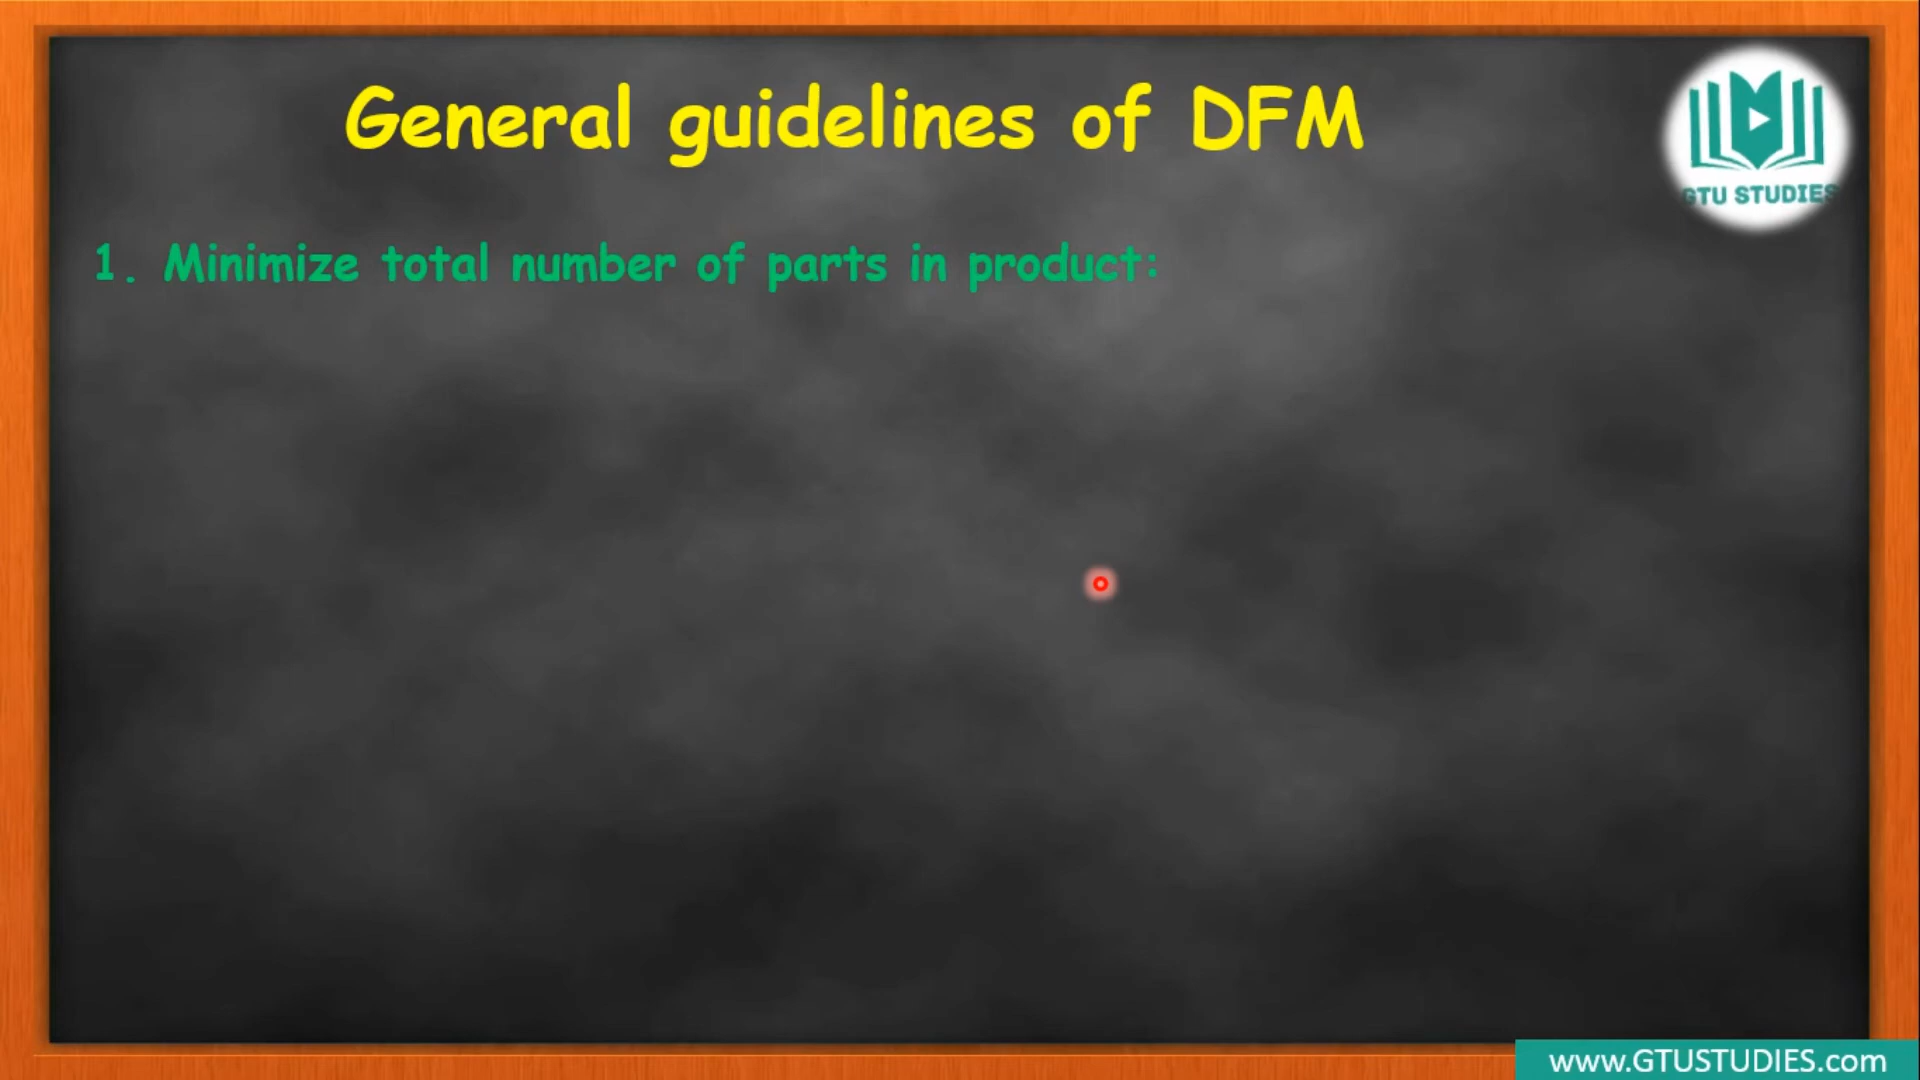 General guidelines of DFM
GTU STUDIES
1. Minimize total number of parts in product:
www.GTUSTUDIES.com